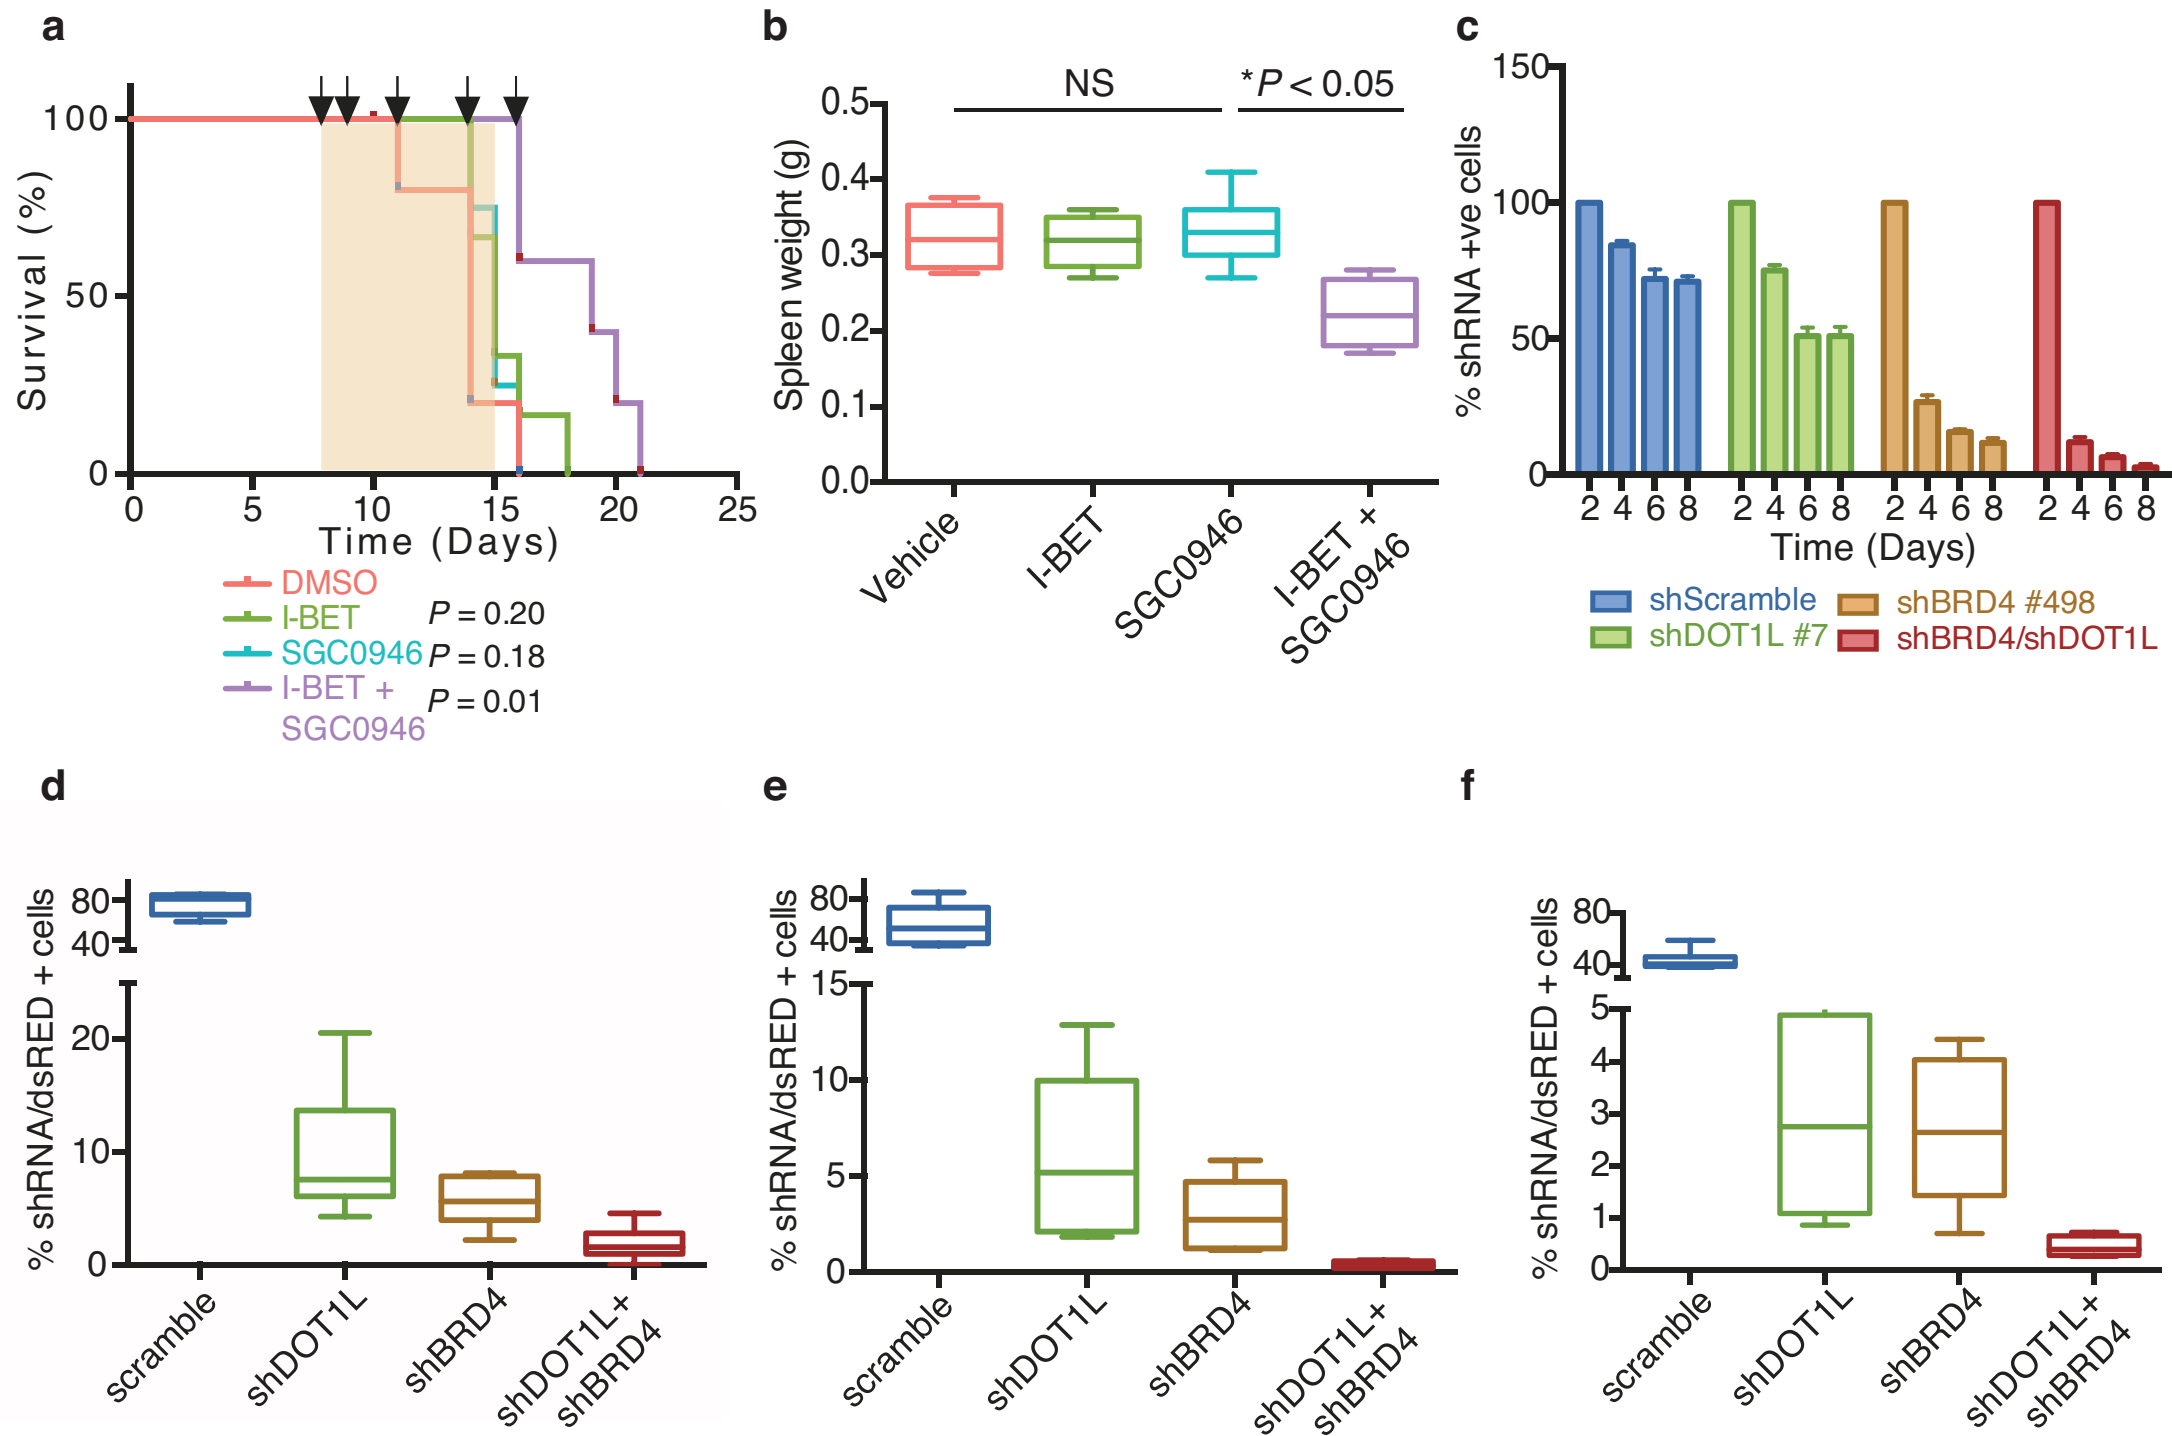 a
Survival (%)
100
50
0
0 5 10 15 20 25
Time (Days)
DMSO
I-BET P = 0.20
SGC0946 P = 0.18
I-BET + P = 0.01
SGC0946
b
NS *P < 0.05
Spleen weight (g)
0.5
0.4
0.3
0.2
0.1
0.0
Vehicle
I-BET
SGC0946
I-BET +
SGC0946
c
% shRNA +ve cells
150
100
50
0
2 4 6 8 2 4 6 8 2 4 6 8 2 4 6 8
Time (Days)
shScramble shBRD4 #498
shDOT1L #7 shBRD4/shDOT1L
d
% shRNA/dsRED + cells
80
40
20
10
0
scramble
shDOT1L
shBRD4
shDOT1L+
shBRD4
e
% shRNA/dsRED + cells
80
40
15
10
5
0
scramble
shDOT1L
shBRD4
shDOT1L+
shBRD4
f
% shRNA/dsRED + cells
80
40
5
4
3
2
1
0
scramble
shDOT1L
shBRD4
shDOT1L+
shBRD4